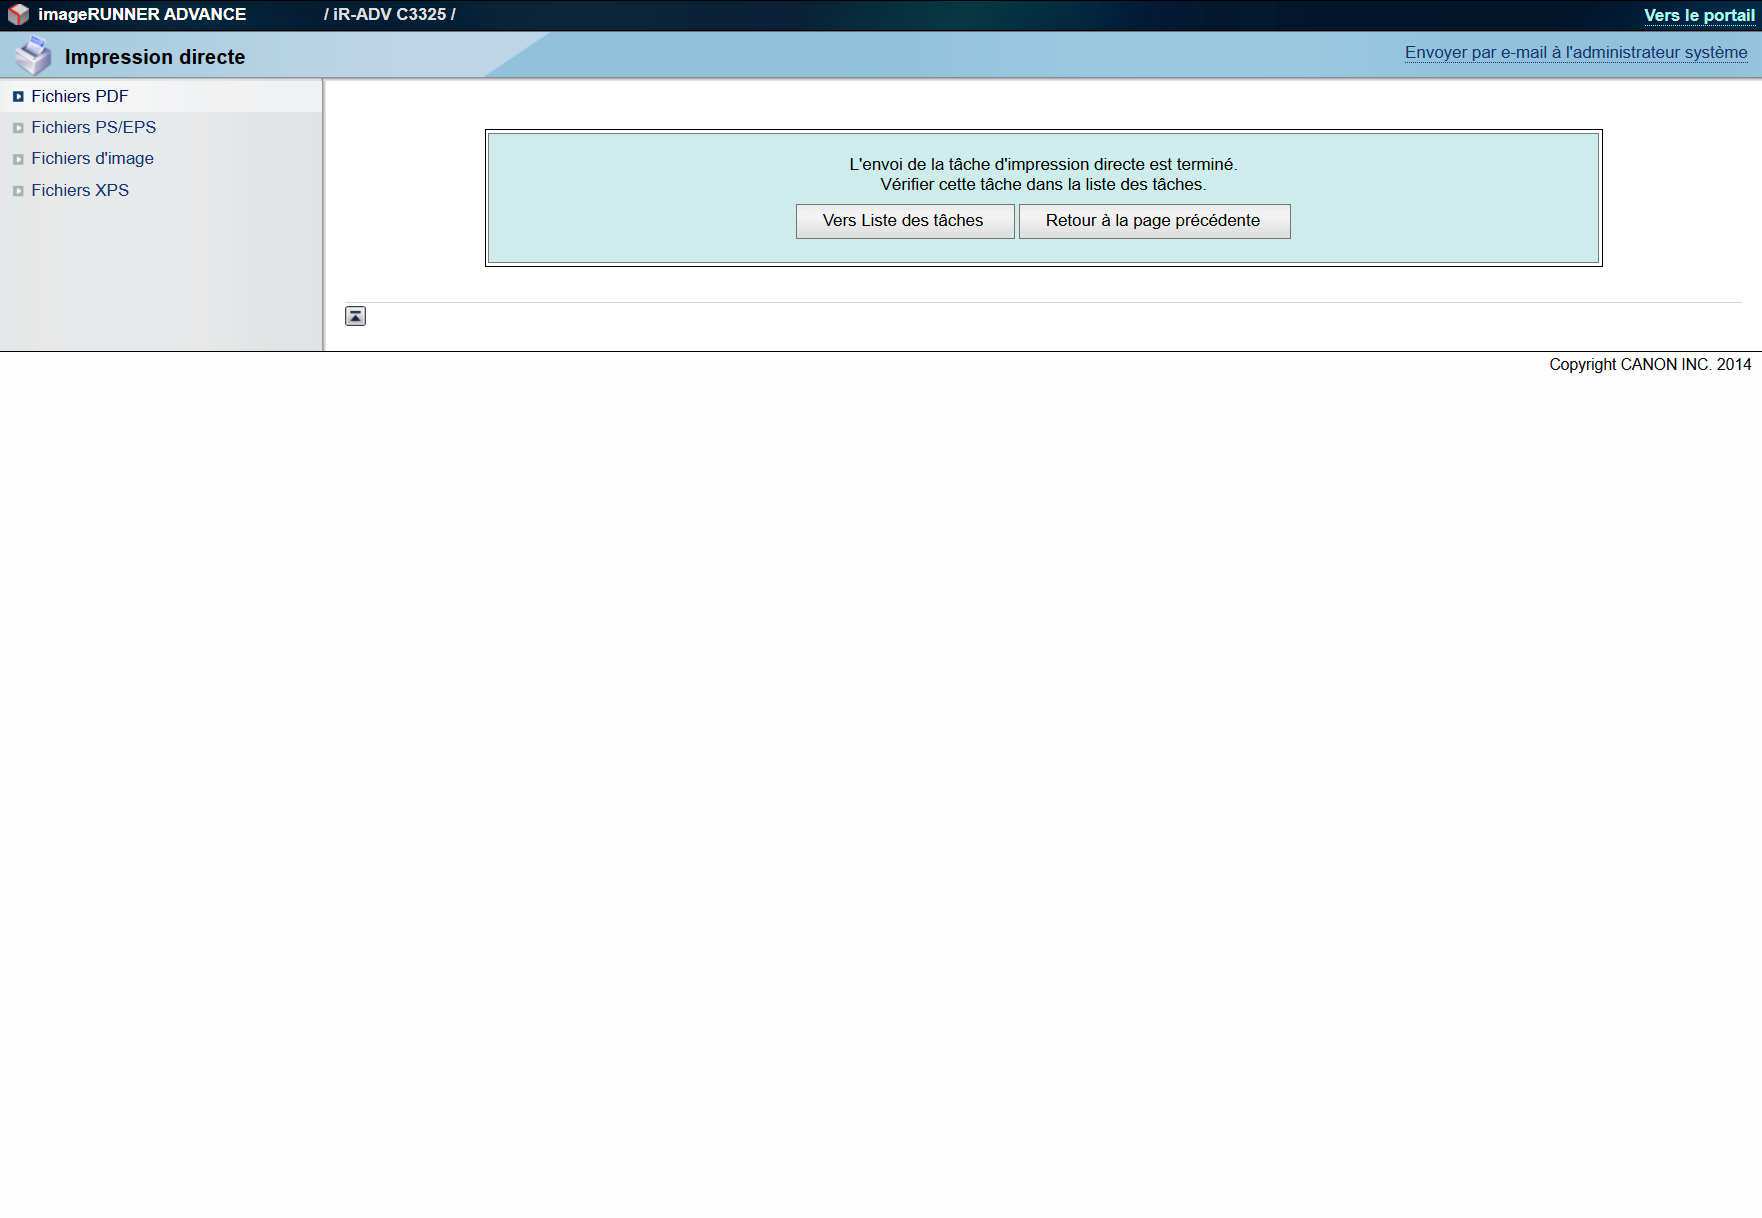 imageRUNNER ADVANCE / iR-ADV C3325 / Vers le portail
Impression directe
Envoyer par e-mail à l'administrateur système
Fichiers PDF
Fichiers PS/EPS
Fichiers d'image
Fichiers XPS
L'envoi de la tâche d'impression directe est terminé.
Vérifier cette tâche dans la liste des tâches.
Vers Liste des tâches Retour à la page précédente
Copyright CANON INC. 2014